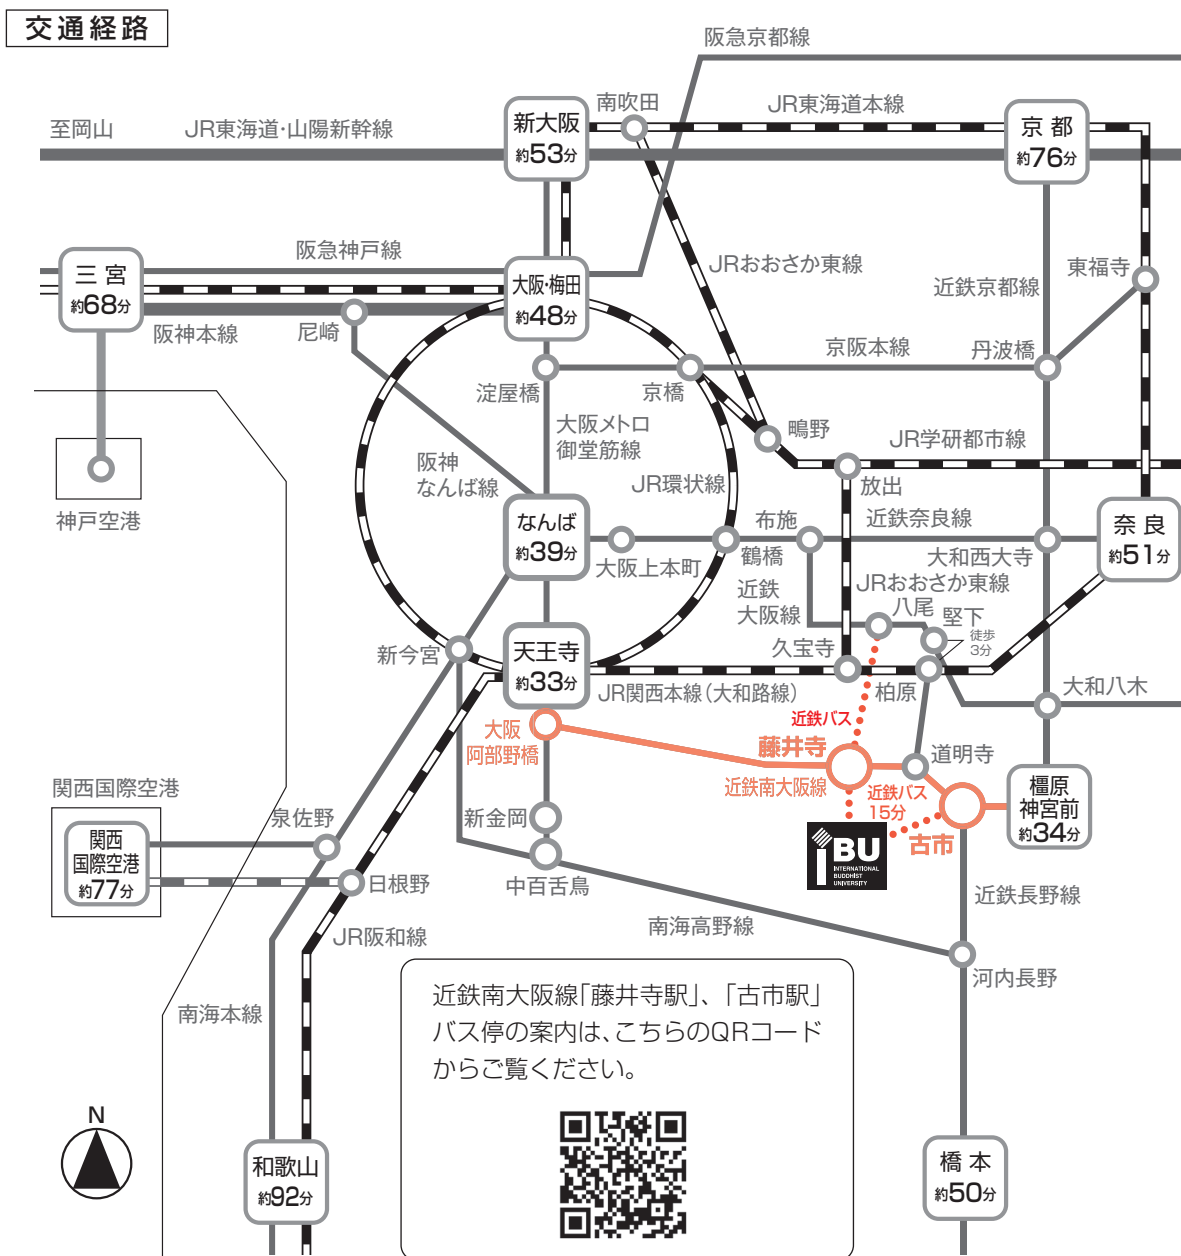 交通経路
阪急京都線
南吹田
JR東海道本線
至岡山
JR東海道・山陽新幹線
新大阪
約53分
京都
約76分
阪急神戸線
JRおおさか東線
近鉄京都線
東福寺
三宮
約68分
大阪・梅田
約48分
阪神本線
尼崎
淀屋橋
京橋
京阪本線
丹波橋
大阪メトロ
御堂筋線
鴫野
JR学研都市線
阪神
なんば線
JR環状線
放出
神戸空港
なんば
約39分
布施
近鉄奈良線
奈良
約51分
大阪上本町
鶴橋
大和西大寺
近鉄
大阪線
JRおおさか東線
八尾
堅下
徒歩
3分
新今宮
天王寺
約33分
久宝寺
柏原
JR関西本線（大和路線）
大和八木
近鉄バス
大阪
阿部野橋
藤井寺
道明寺
近鉄南大阪線
近鉄バス
15分
橿原
神宮前
約34分
関西国際空港
関西
国際空港
約77分
泉佐野
新金岡
古市
IBU
INTERNATIONAL
BUDDHIST
UNIVERSITY
日根野
中百舌鳥
近鉄長野線
JR阪和線
南海高野線
河内長野
南海本線
近鉄南大阪線「藤井寺駅」、「古市駅」
バス停の案内は、こちらのQRコード
からご覧ください。
N
和歌山
約92分
橋本
約50分